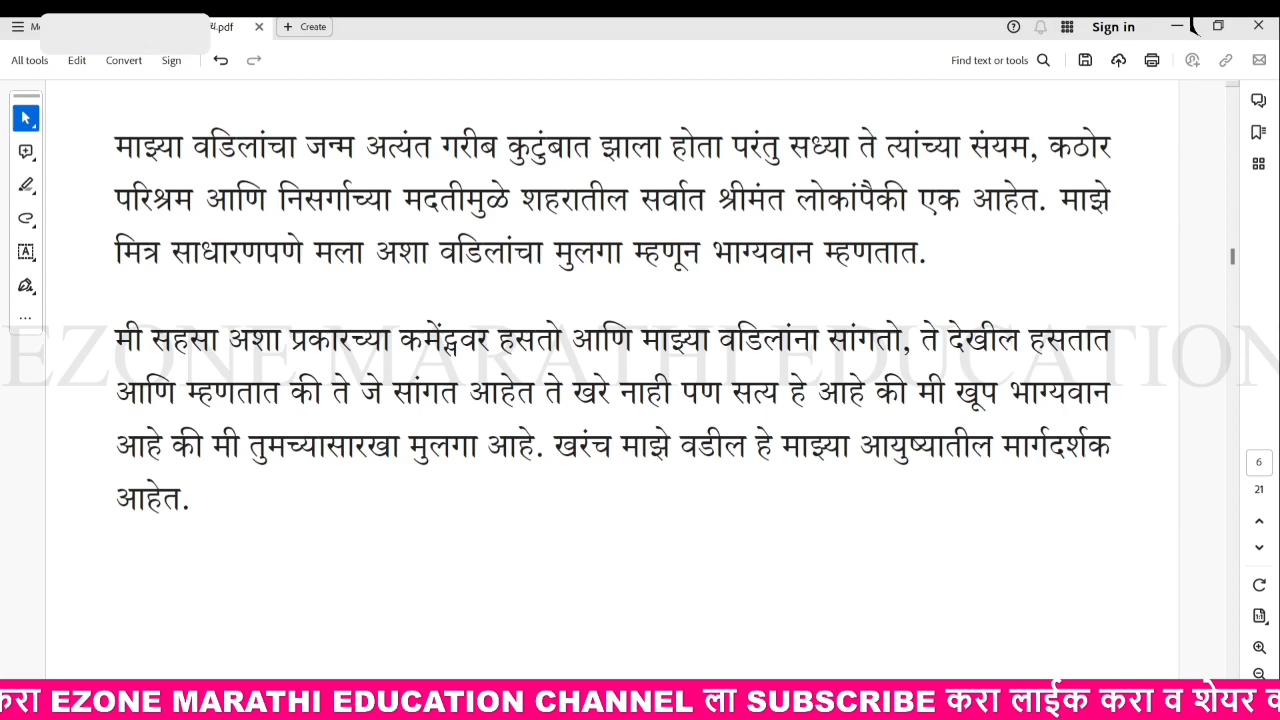 .pdf
Create
Sign in
All tools
Edit
Convert
Sign
Find text or tools
माझ्या वडिलांचा जन्म अत्यंत गरीब कुटुंबात झाला होता परंतु सध्या ते त्यांच्या संयम, कठोर
परिश्रम आणि निसर्गाच्या मदतीमुळे शहरातील सर्वात श्रीमंत लोकांपैकी एक आहेत. माझे
मित्र साधारणपणे मला अशा वडिलांचा मुलगा म्हणून भाग्यवान म्हणतात.
मी सहसा अशा प्रकारच्या कमेंट्सवर हसतो आणि माझ्या वडिलांना सांगतो, ते देखील हसतात
आणि म्हणतात की ते जे सांगत आहेत ते खरे नाही पण सत्य हे आहे की मी खूप भाग्यवान
आहे की मी तुमच्यासारखा मुलगा आहे. खरंच माझे वडील हे माझ्या आयुष्यातील मार्गदर्शक
आहेत.
EZONE MARATHI EDUCATION
6
21
करा EZONE MARATHI EDUCATION CHANNEL ला SUBSCRIBE करा लाईक करा व शेयर